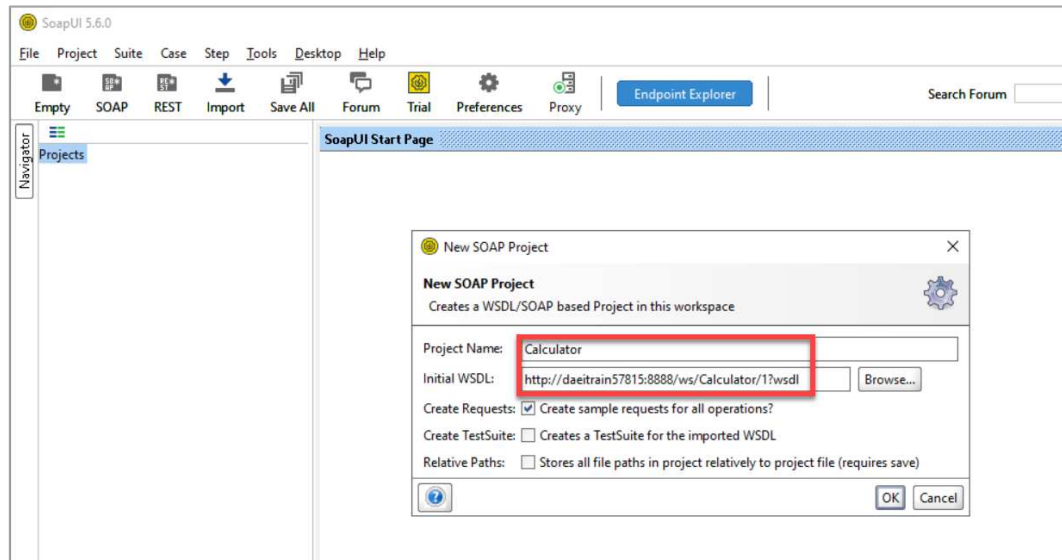 SoapUI 5.6.0
File Project Suite Case Step Tools Desktop Help
Empty SOAP REST Import Save All Forum Trial Preferences Proxy Endpoint Explorer Search Forum
Navigator
Projects
SoapUI Start Page
New SOAP Project
New SOAP Project
Creates a WSDL/SOAP based Project in this workspace
Project Name: Calculator
Initial WSDL: http://daeitrain57815:8888/ws/Calculator/1?wsdl Browse...
Create Requests: Create sample requests for all operations?
Create TestSuite: Creates a TestSuite for the imported WSDL
Relative Paths: Stores all file paths in project relatively to project file (requires save)
OK Cancel